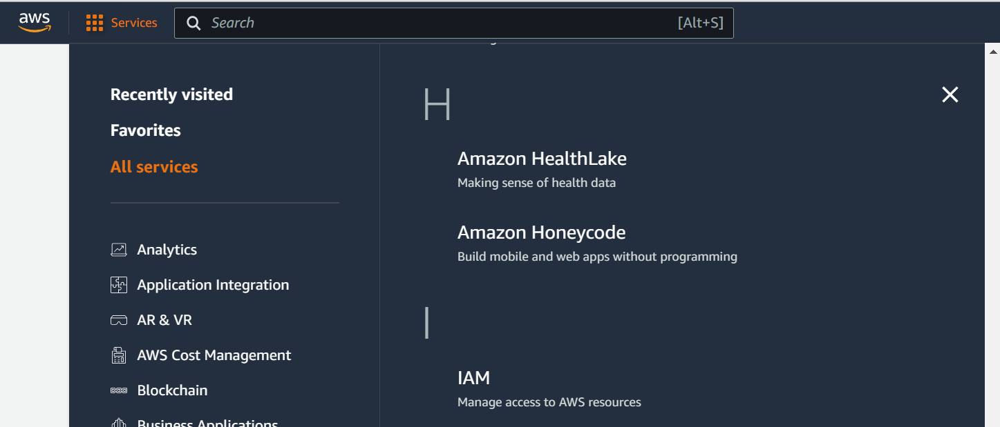 aws
Services
Search
[Alt+S]
Recently visited
Favorites
All services
Analytics
Application Integration
AR & VR
AWS Cost Management
Blockchain
Business Applications
H
Amazon HealthLake
Making sense of health data
Amazon Honeycode
Build mobile and web apps without programming
I
IAM
Manage access to AWS resources